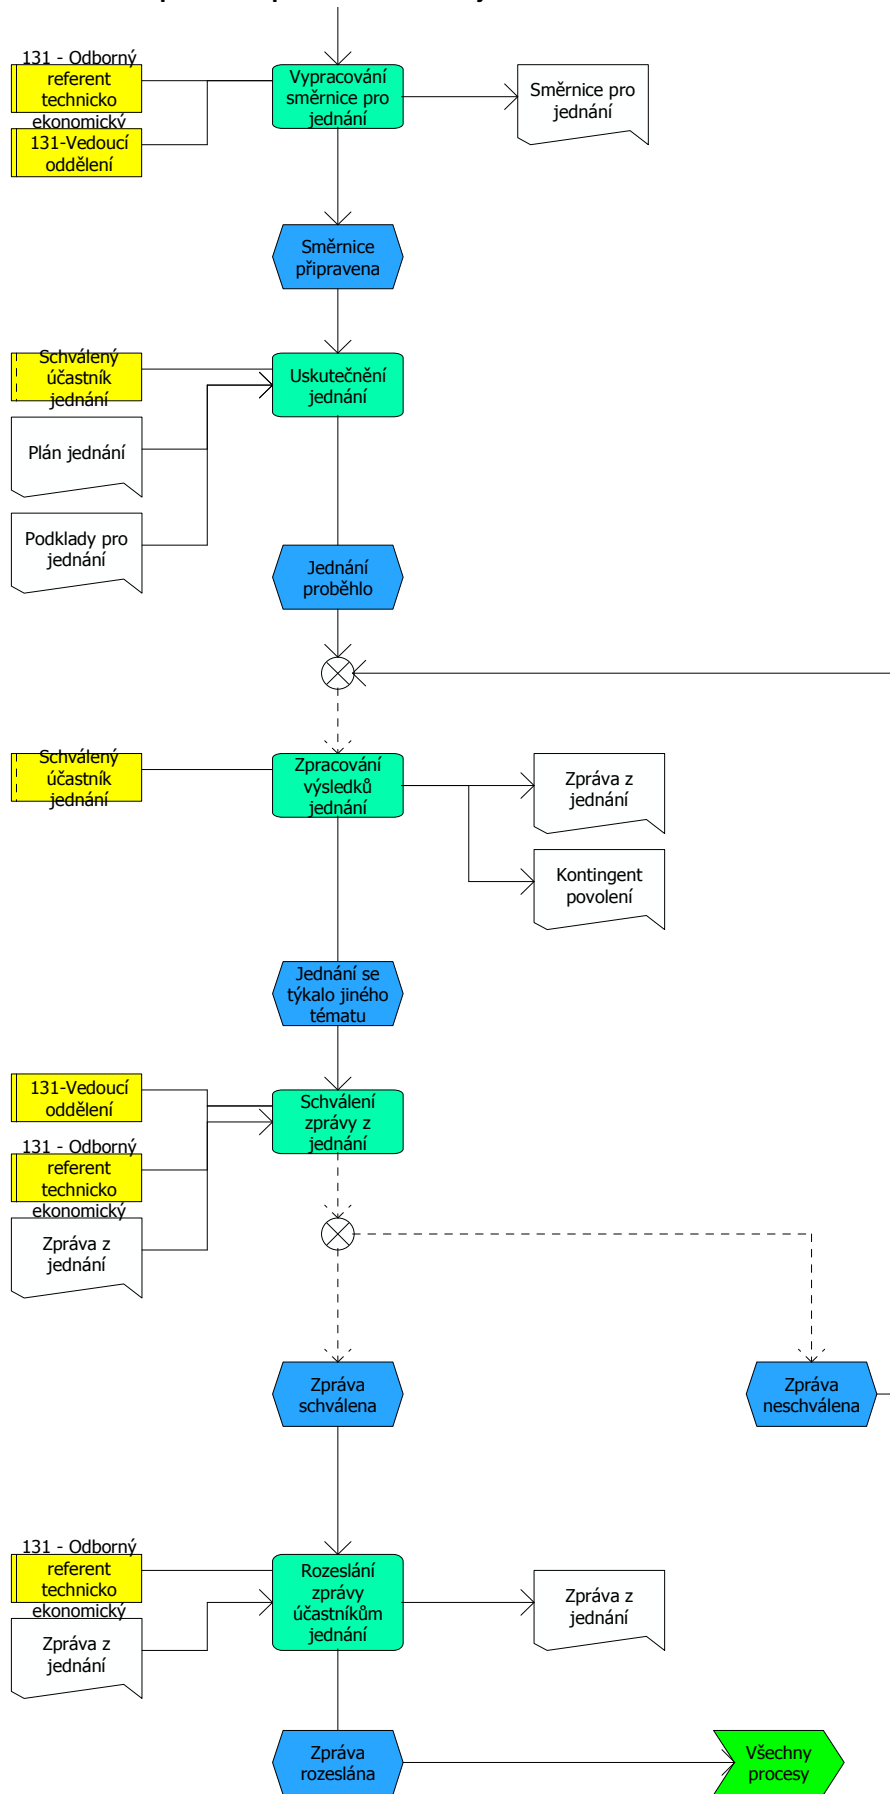 131 - Odborný
referent
technicko
ekonomický
Vypracování
směrnice pro
jednání
Směrnice pro
jednání
131-Vedoucí
oddělení
Směrnice
připravena
Schválený
účastník
jednání
Uskutečnění
jednání
Plán jednání
Podklady pro
jednání
Jednání
proběhlo
Schválený
účastník
jednání
Zpracování
výsledků
jednání
Zpráva z
jednání
Kontingent
povolení
Jednání se
týkalo jiného
tématu
131-Vedoucí
oddělení
Schválení
zprávy z
jednání
131 - Odborný
referent
technicko
ekonomický
Zpráva z
jednání
Zpráva
schválena
Zpráva
neschválena
131 - Odborný
referent
technicko
ekonomický
Rozeslání
zprávy
účastníkům
jednání
Zpráva z
jednání
Zpráva z
jednání
Zpráva
rozeslána
Všechny
procesy